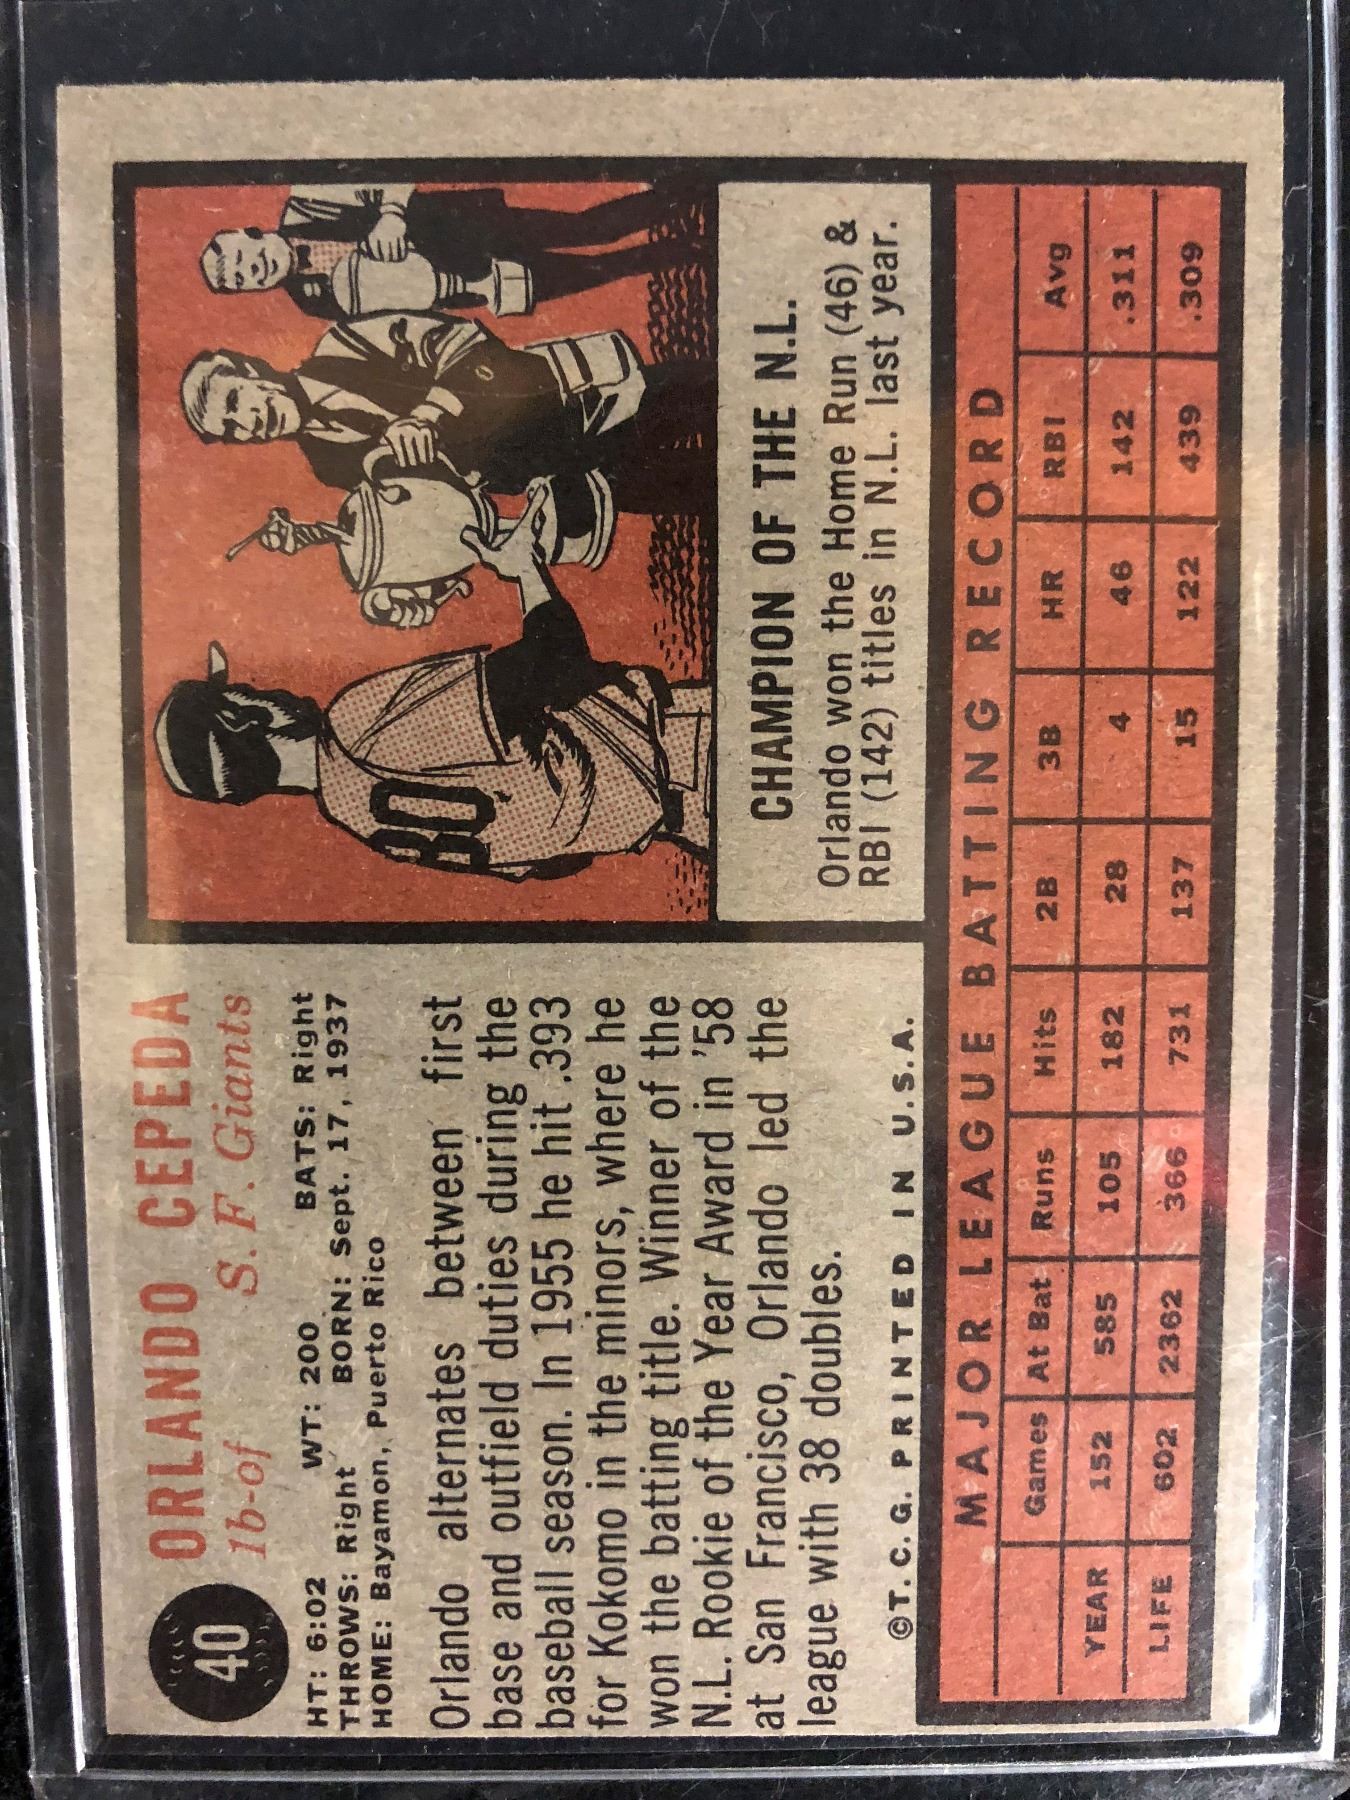 40
ORLANDO CEPEDA
1b-of S. F. Giants
HT: 6:02 WT: 200 BATS: Right
THROWS: Right BORN: Sept. 17, 1937
HOME: Bayamon, Puerto Rico
Orlando alternates between first
base and outfield duties during the
baseball season. In 1955 he hit .393
for Kokomo in the minors, where he
won the batting title. Winner of the
N.L. Rookie of the Year Award in '58
at San Francisco, Orlando led the
league with 38 doubles.
©T. C. G. PRINTED IN U.S.A.
30
CHAMPION OF THE N.L.
Orlando won the Home Run (46) &
RBI (142) titles in N.L. last year.
MAJOR LEAGUE BATTING RECORD
Games At Bat Runs Hits 2B 3B HR RBI Avg
YEAR 152 585 105 182 28 4 46 142 .311
LIFE 602 2362 366 731 137 15 122 439 .309